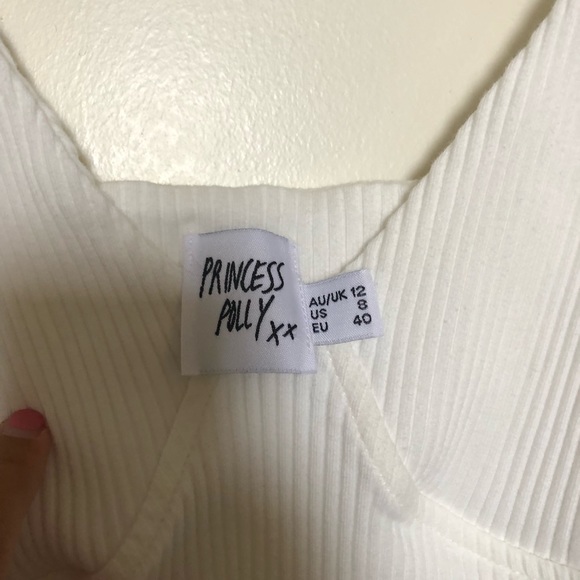 PRINCESS
POLLY xx
AU/UK 12
US 8
EU 40